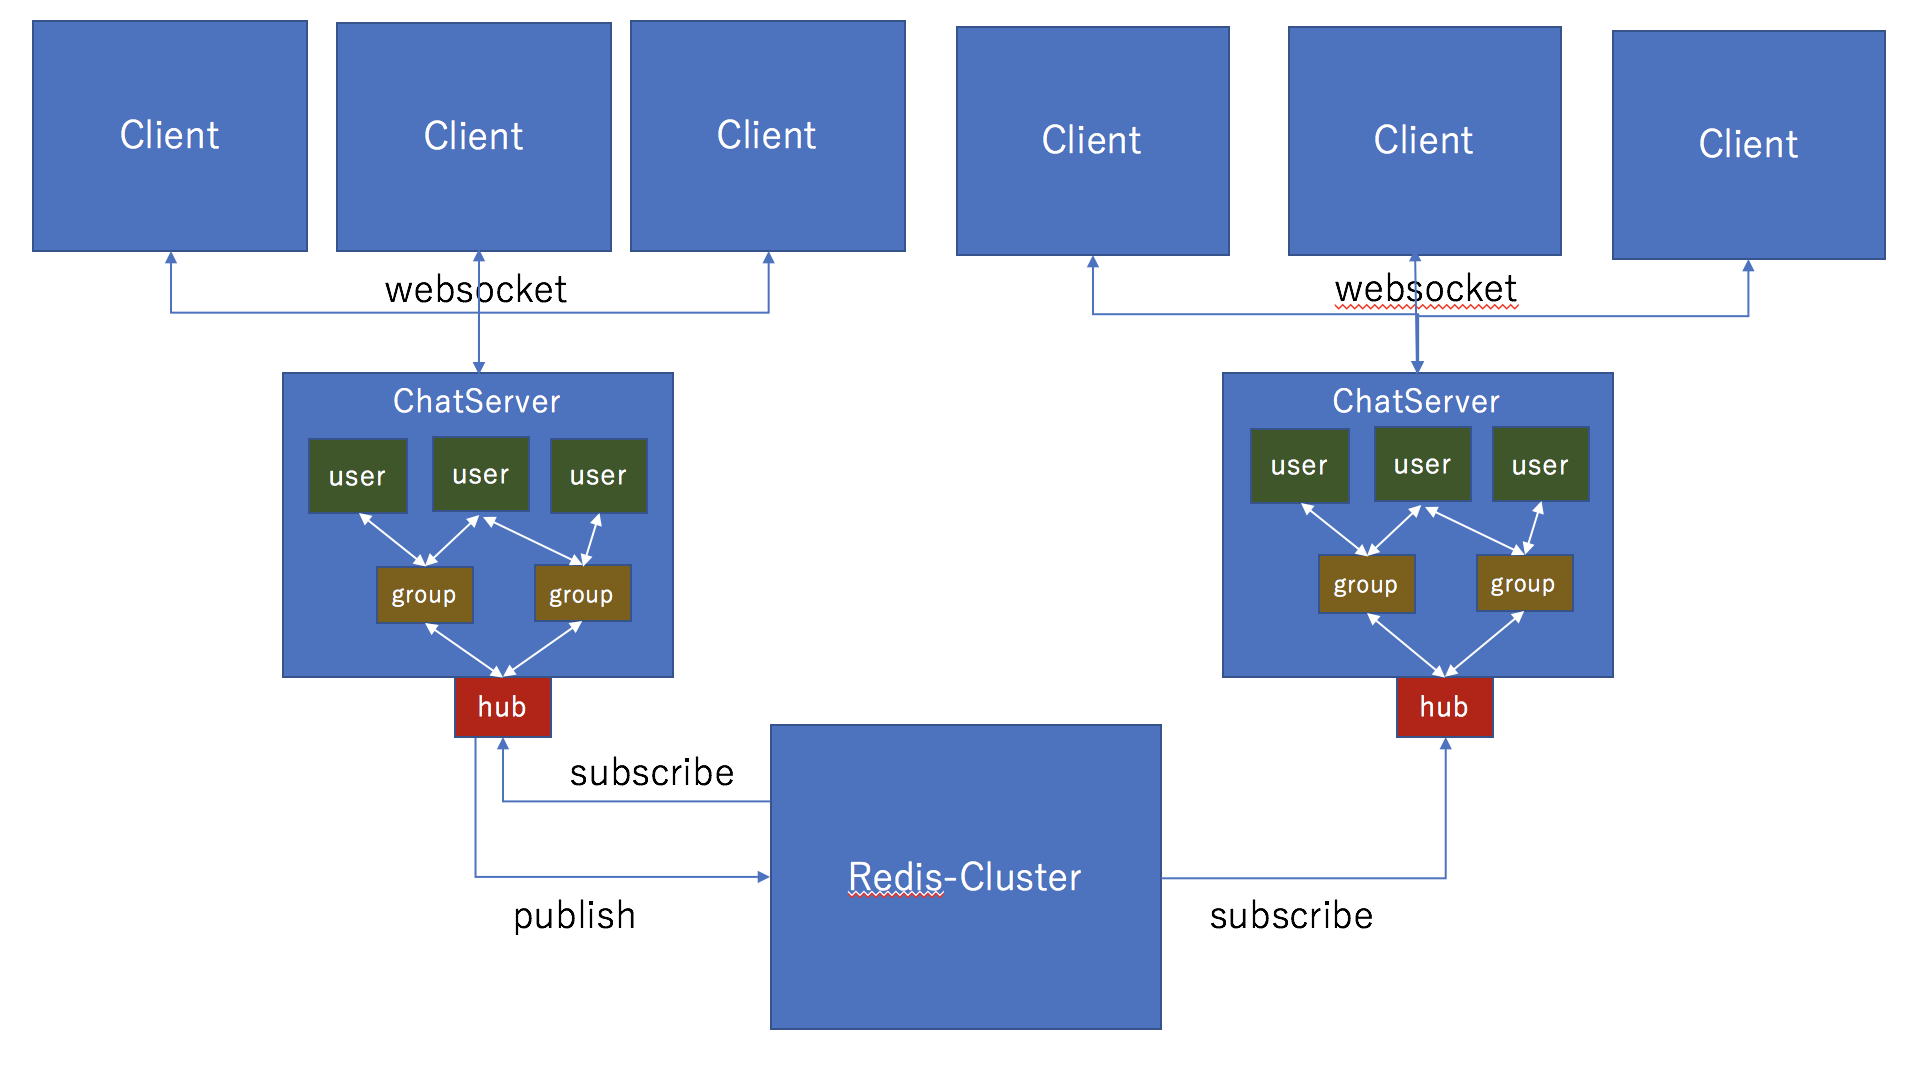 Client
Client
Client
Client
Client
Client
websocket
websocket
ChatServer
user
user
user
group
group
hub
ChatServer
user
user
user
group
group
hub
subscribe
publish
Redis-Cluster
subscribe